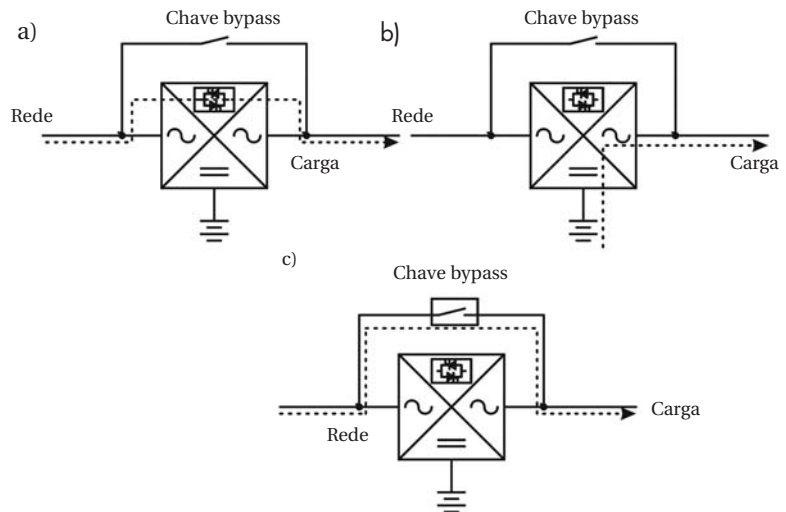 a)
Chave bypass
Rede
Carga
b)
Chave bypass
Rede
Carga
c)
Chave bypass
Rede
Carga